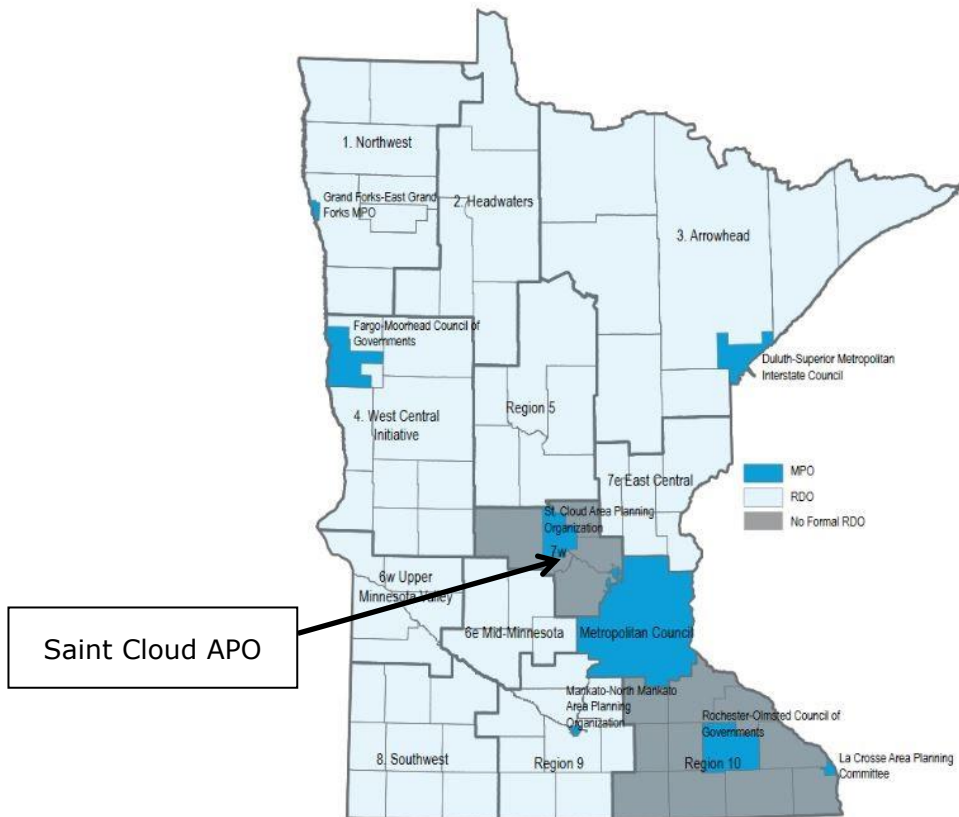 1. Northwest
Grand Forks-East Grand
Forks MPO
2. Headwaters
3. Arrowhead
Fargo-Moorhead Council of
Governments
Duluth-Superior Metropolitan
Interstate Council
4. West Central
Initiative
Region 5
7e East Central
MPO
RDO
No Formal RDO
St. Cloud Area Planning
Organization
7w
6w Upper
Minnesota Valley
Saint Cloud APO
6e Mid-Minnesota
Metropolitan Council
Mankato-North Mankato
Area Planning
Organization
Rochester-Olmsted Council of
Governments
8. Southwest
Region 9
Region 10
La Crosse Area Planning
Committee